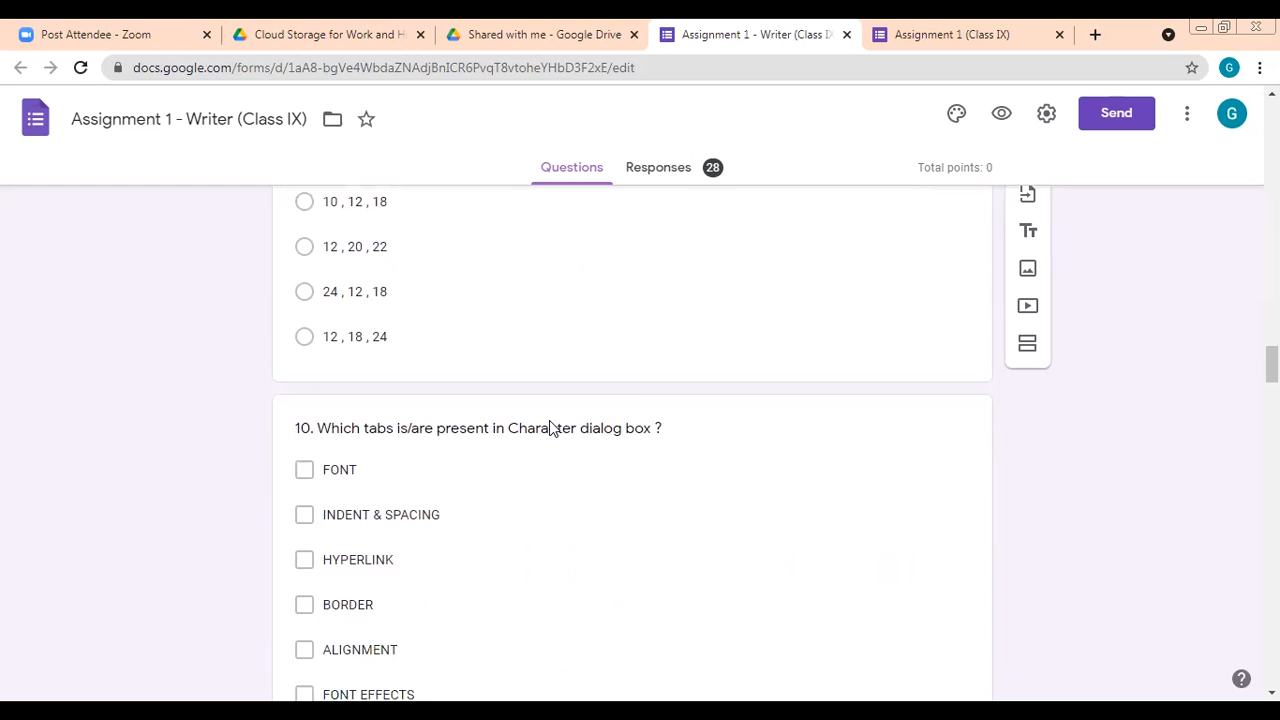 Post Attendee - Zoom
Cloud Storage for Work and H
Shared with me - Google Drive
Assignment 1 - Writer (Class IX
Assignment 1 (Class IX)
docs.google.com/forms/d/1aA8-bgVe4WbdaZNAdjBnICR6PvqT8vtoheYHbD3F2xE/edit
G
Assignment 1 - Writer (Class IX)
Send
G
Questions
Responses 28
Total points: 0
10 , 12 , 18
12 , 20 , 22
24 , 12 , 18
12 , 18 , 24
10. Which tabs is/are present in Character dialog box ?
FONT
INDENT & SPACING
HYPERLINK
BORDER
ALIGNMENT
FONT EFFECTS